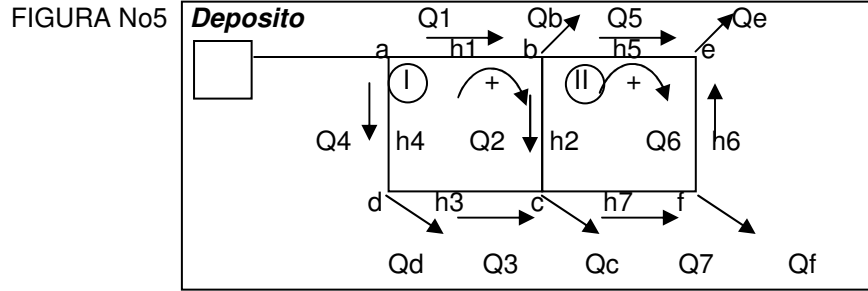 FIGURA No5
Deposito
Q1 Qb Q5 Qe
a h1 b h5 e
I + II +
Q4 h4 Q2 h2 Q6 h6
d h3 c h7 f
Qd Q3 Qc Q7 Qf